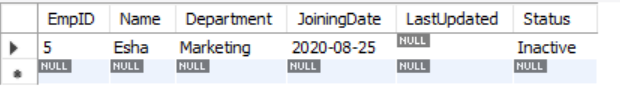 EmpID Name Department JoiningDate LastUpdated Status
5 Esha Marketing 2020-08-25 NULL Inactive
NULL NULL NULL NULL NULL NULL